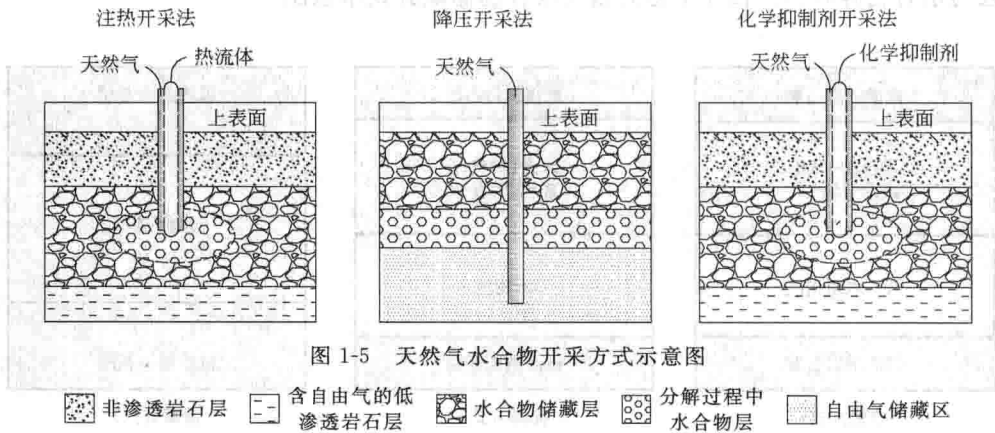 注热开采法
降压开采法
化学抑制剂开采法
天然气
热流体
天然气
天然气
化学抑制剂
上表面
上表面
上表面
图 1-5 天然气水合物开采方式示意图
非渗透岩石层
含自由气的低
渗透岩石层
水合物储藏层
分解过程中
水合物层
自由气储藏区